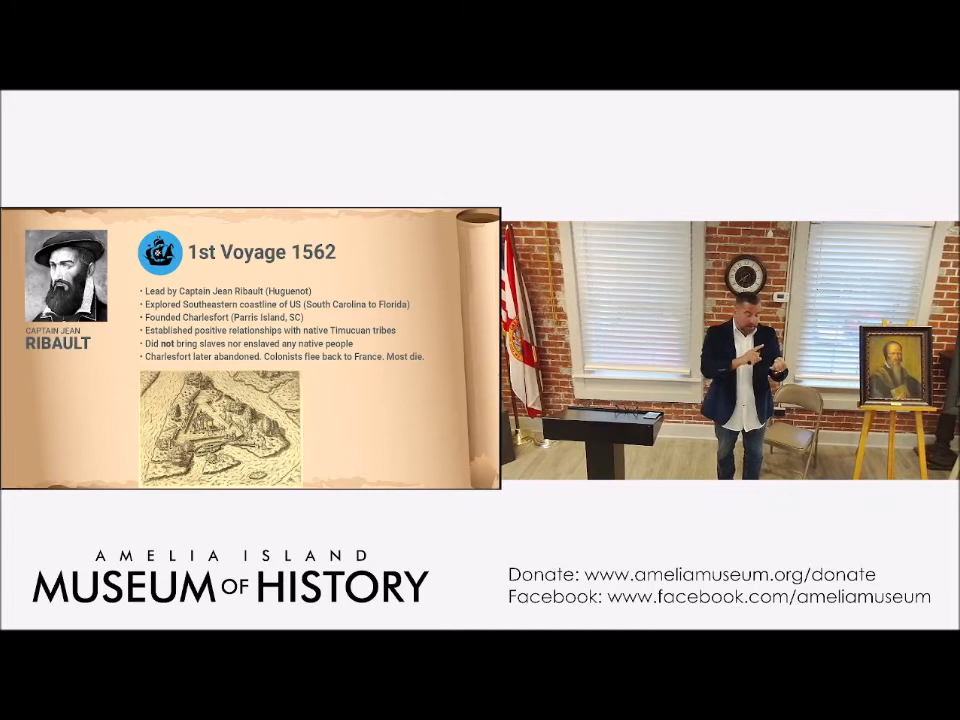 1st Voyage 1562
• Lead by Captain Jean Ribault (Huguenot)
• Explored Southeastern coastline of US (South Carolina to Florida)
• Founded Charlesfort (Parris Island, SC)
• Established positive relationships with native Timucuan tribes
• Did not bring slaves nor enslaved any native people
• Charlesfort later abandoned. Colonists flee back to France. Most die.
CAPTAIN JEAN
RIBAULT
AMELIA ISLAND
MUSEUM OF HISTORY
Donate: www.ameliamuseum.org/donate
Facebook: www.facebook.com/ameliamuseum